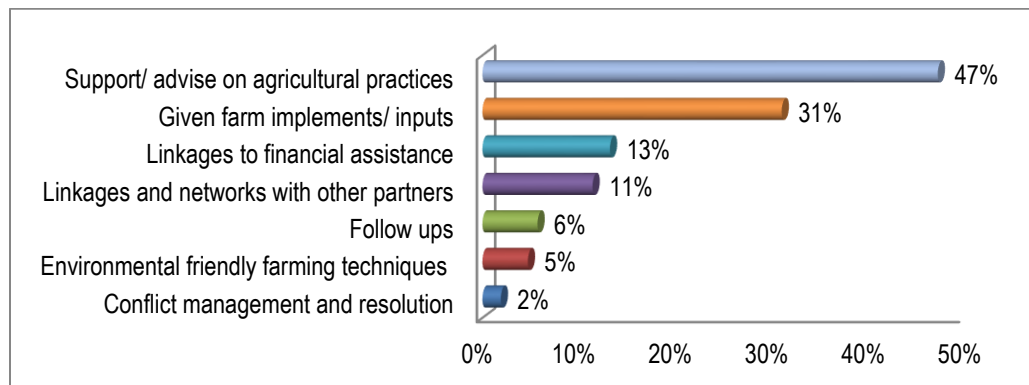 Support/ advise on agricultural practices 47%
Given farm implements/ inputs 31%
Linkages to financial assistance 13%
Linkages and networks with other partners 11%
Follow ups 6%
Environmental friendly farming techniques 5%
Conflict management and resolution 2%
0% 10% 20% 30% 40% 50%